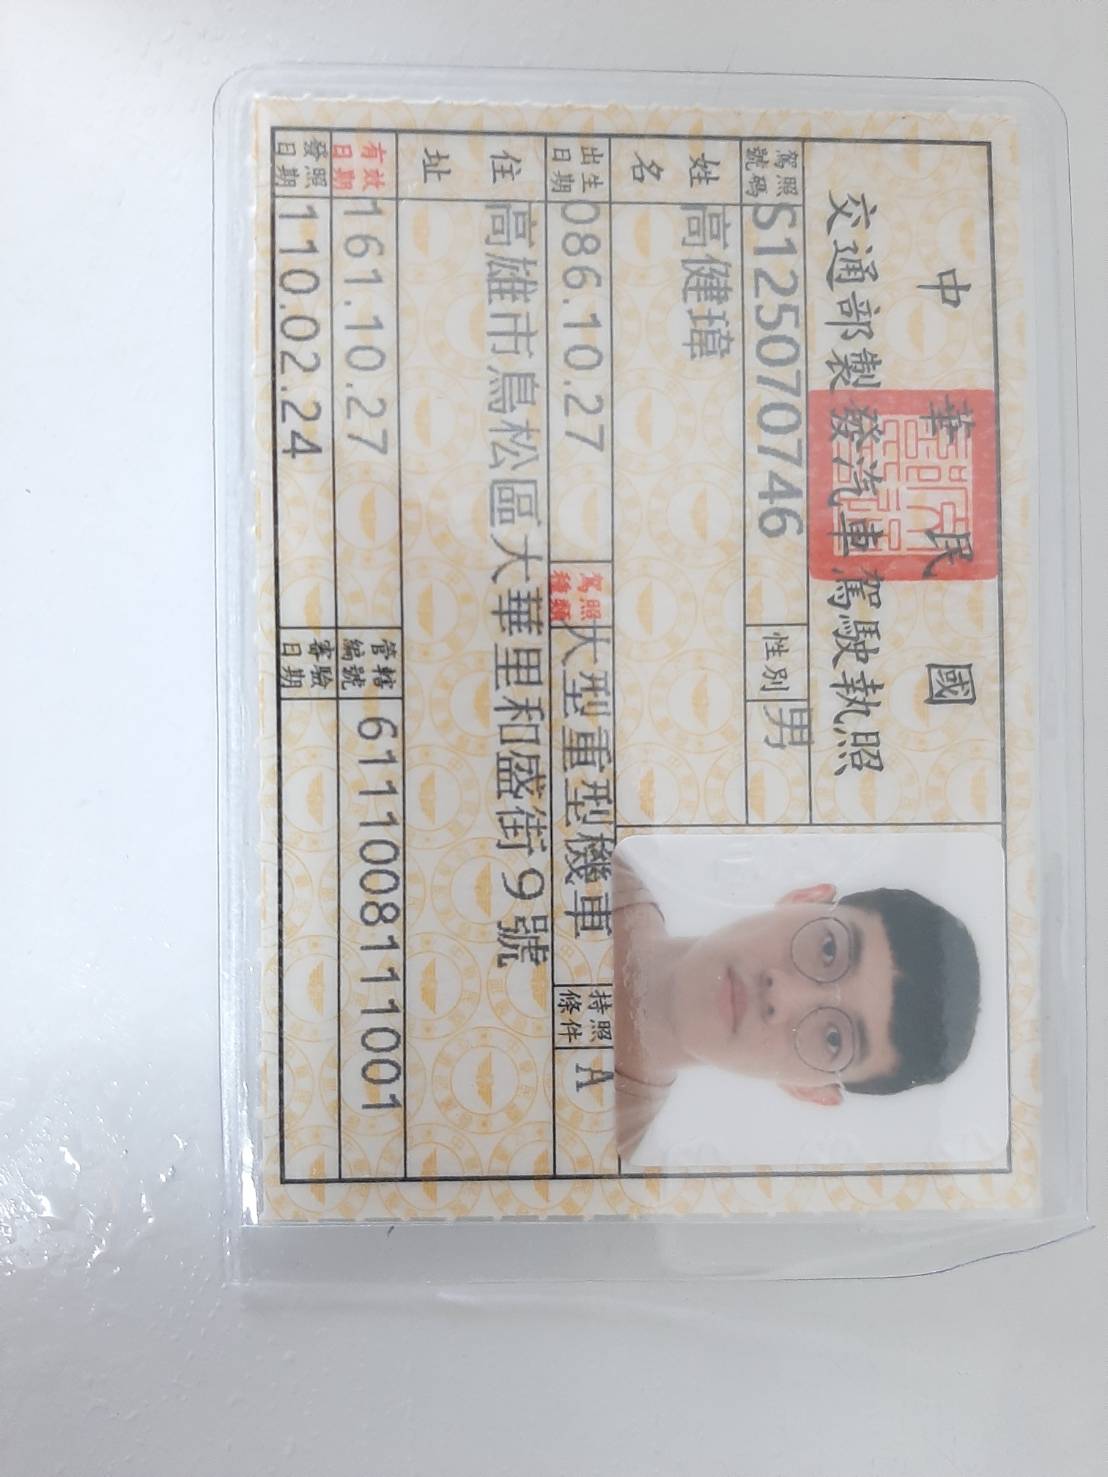 中華民國
交通部製發汽車駕駛執照
駕照號碼 S125070746 性別 男
姓名 高健瑋
出生日期 086.10.27 駕照種類 大型重型機車 持照條件 A
住址 高雄市鳥松區大華里和盛街9號
有效日期 161.10.27 管轄編號 6111008111001
發照日期 110.02.24 審驗日期